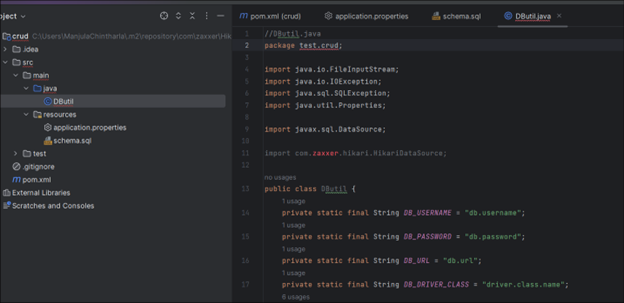 oject
pom.xml (crud)
application.properties
schema.sql
DButil.java
crud C:\Users\ManjulaChintharla\.m2\repository\com\zaxxer\Hik
.idea
src
main
java
DButil
resources
application.properties
schema.sql
test
.gitignore
pom.xml
External Libraries
Scratches and Consoles
1 //DButil.java
2 package test.crud;
3
4 import java.io.FileInputStream;
5 import java.io.IOException;
6 import java.sql.SQLException;
7 import java.util.Properties;
8
9 import javax.sql.DataSource;
10
11 import com.zaxxer.hikari.HikariDataSource;
12
no usages
13 public class DButil {
1 usage
14 private static final String DB_USERNAME = "db.username";
1 usage
15 private static final String DB_PASSWORD = "db.password";
1 usage
16 private static final String DB_URL = "db.url";
1 usage
17 private static final String DB_DRIVER_CLASS = "driver.class.name";
6 usages